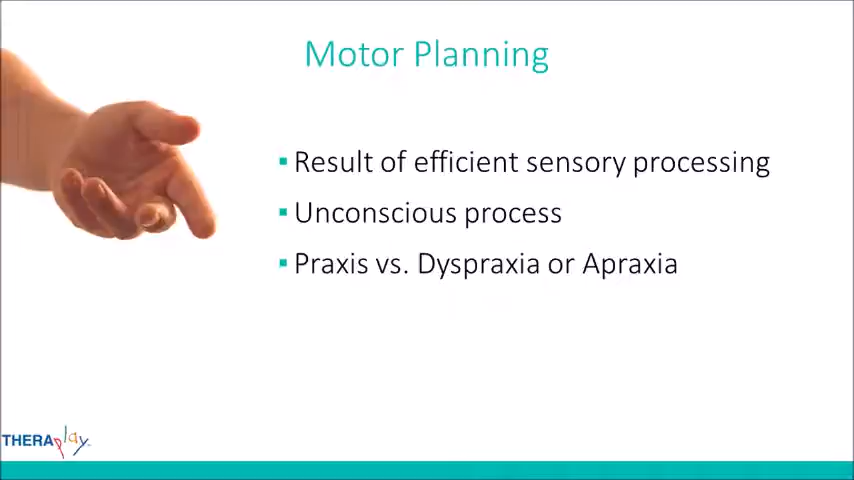 Motor Planning
▪ Result of efficient sensory processing
▪ Unconscious process
▪ Praxis vs. Dyspraxia or Apraxia
THERAplay